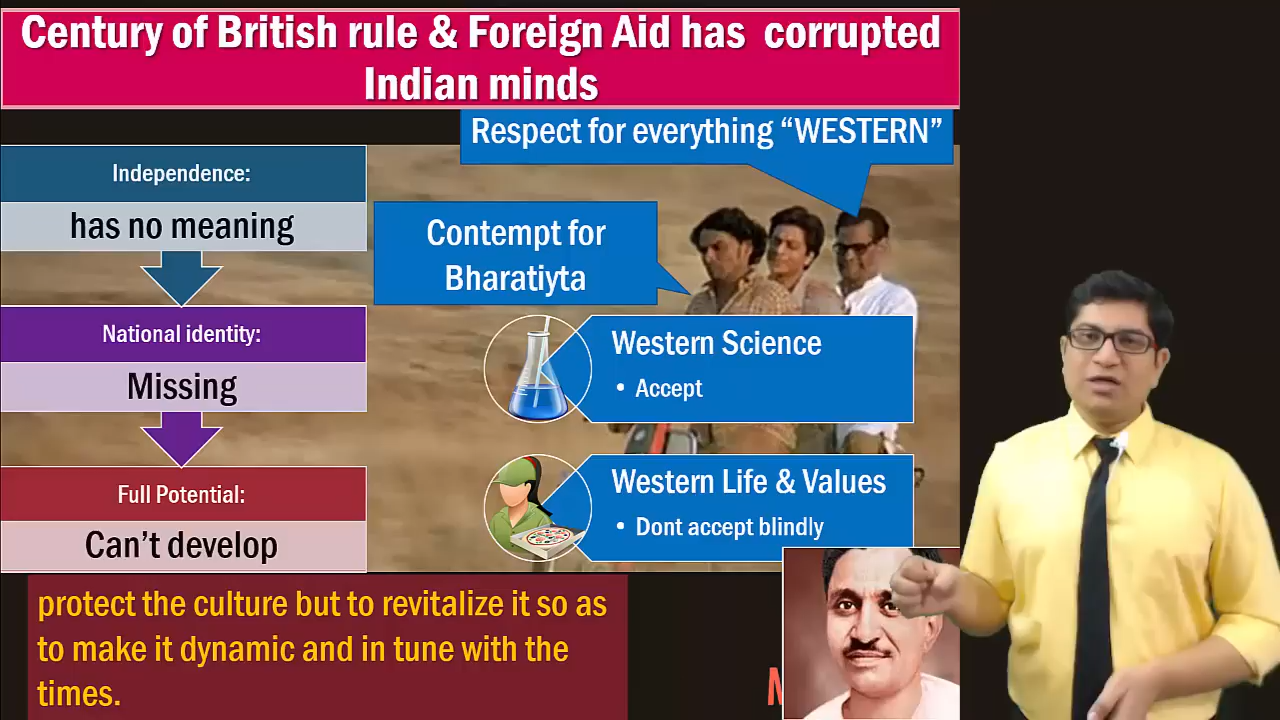 Century of British rule & Foreign Aid has corrupted
Indian minds
Respect for everything “WESTERN”
Independence:
has no meaning
Contempt for
Bharatiyta
National identity:
Missing
Western Science
• Accept
Full Potential:
Can’t develop
Western Life & Values
• Dont accept blindly
protect the culture but to revitalize it so as
to make it dynamic and in tune with the
times.